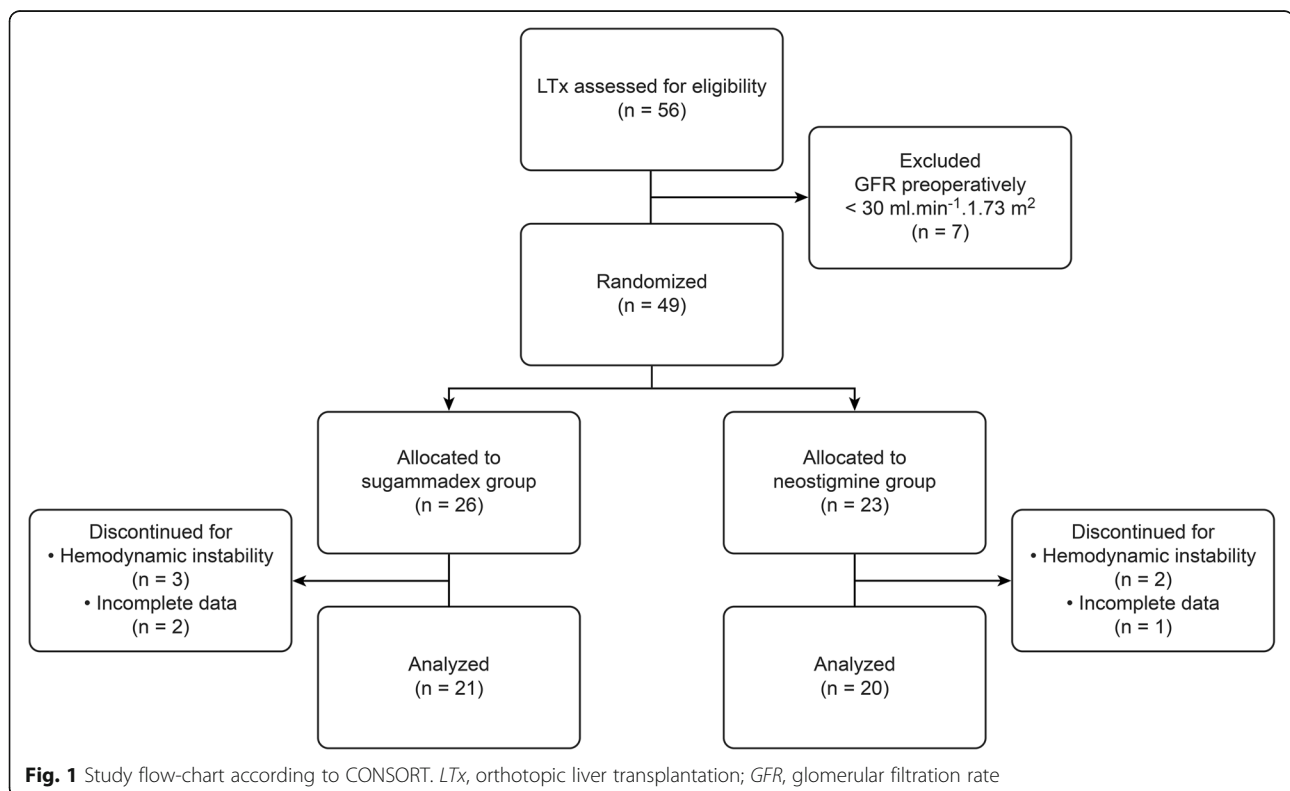 LTx assessed for eligibility
(n = 56)
Excluded
GFR preoperatively
< 30 ml.min⁻¹.1.73 m²
(n = 7)
Randomized
(n = 49)
Allocated to
sugammadex group
(n = 26)
Allocated to
neostigmine group
(n = 23)
Discontinued for
• Hemodynamic instability
(n = 3)
• Incomplete data
(n = 2)
Discontinued for
• Hemodynamic instability
(n = 2)
• Incomplete data
(n = 1)
Analyzed
(n = 21)
Analyzed
(n = 20)
Fig. 1 Study flow-chart according to CONSORT. LTx, orthotopic liver transplantation; GFR, glomerular filtration rate